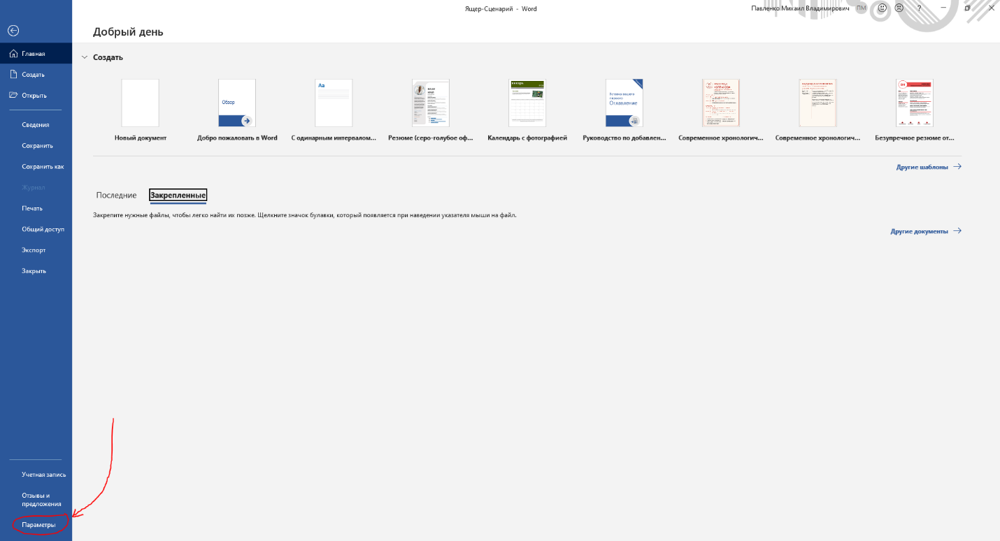 Ящер-Сценарий - Word
Павленко Михаил Владимирович ПМ ?
Добрый день
Главная
Создать
Открыть
Сведения
Сохранить
Сохранить как
Журнал
Печать
Общий доступ
Экспорт
Закрыть
Учетная запись
Отзывы и
предложения
Параметры
Создать
Aa
Обзор
Вставка вашего
первого
Оглавление
Новый документ
Добро пожаловать в Word
С одинарным интервалом...
Резюме (серо-голубое оф...
Календарь с фотографией
Руководство по добавлен...
Современное хронологич...
Современное хронологич...
Безупречное резюме от...
Другие шаблоны
Последние Закрепленные
Закрепите нужные файлы, чтобы легко найти их позже. Щелкните значок булавки, который появляется при наведении указателя мыши на файл.
Другие документы